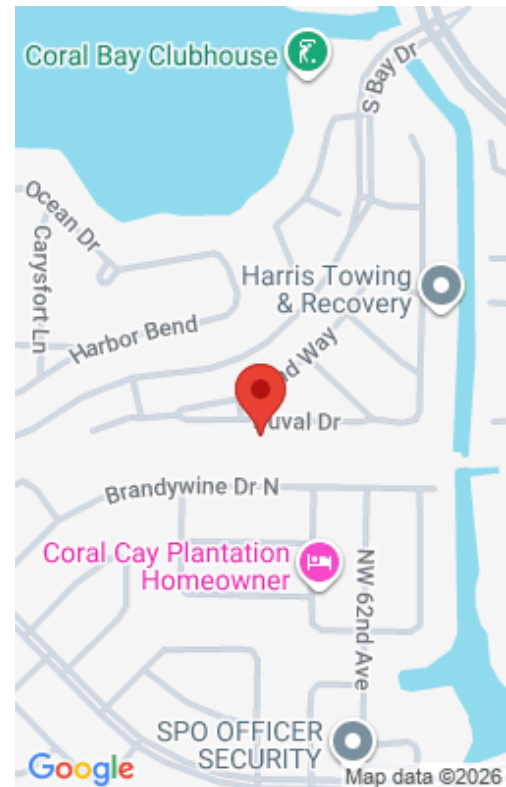 Coral Bay Clubhouse
S Bay Dr
Ocean Dr
Carysfort Ln
Harris Towing
& Recovery
Harbor Bend
Way
Duval Dr
Brandywine Dr N
Coral Cay Plantation
Homeowner
NW 62nd Ave
SPO OFFICER
SECURITY
Google
Map data ©2026